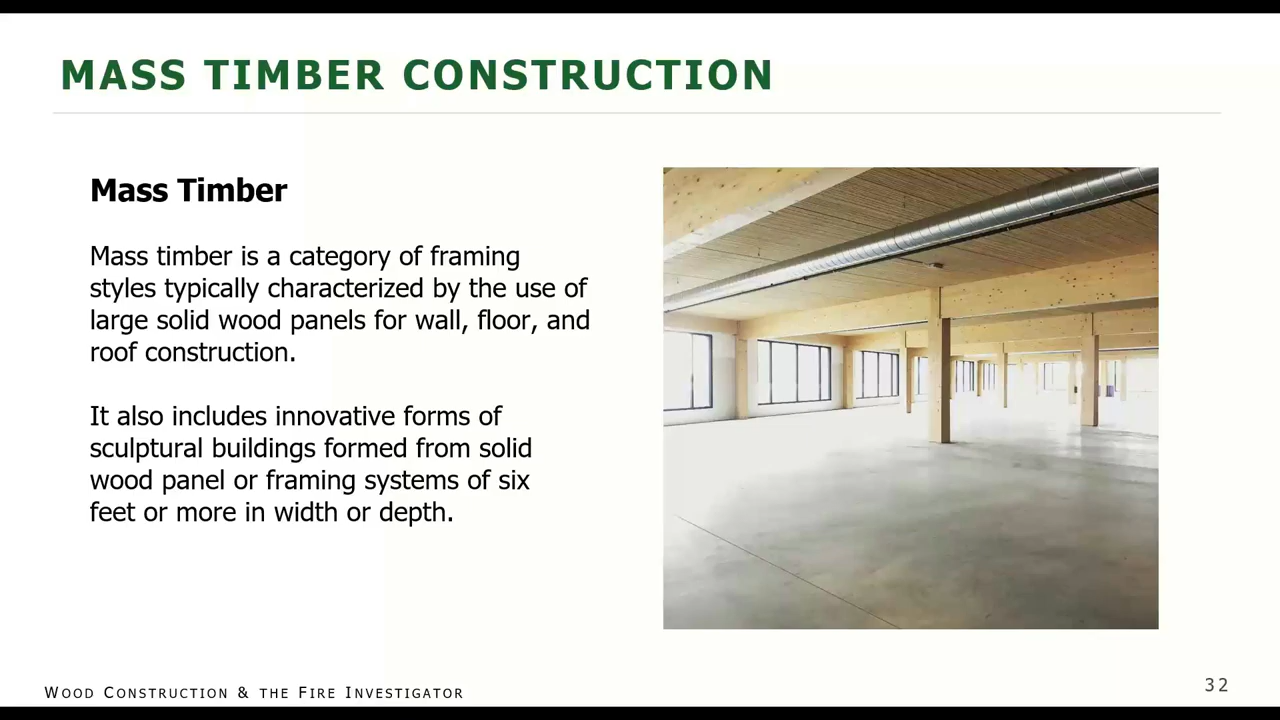 MASS TIMBER CONSTRUCTION
Mass Timber
Mass timber is a category of framing
styles typically characterized by the use of
large solid wood panels for wall, floor, and
roof construction.
It also includes innovative forms of
sculptural buildings formed from solid
wood panel or framing systems of six
feet or more in width or depth.
WOOD CONSTRUCTION & THE FIRE INVESTIGATOR
32